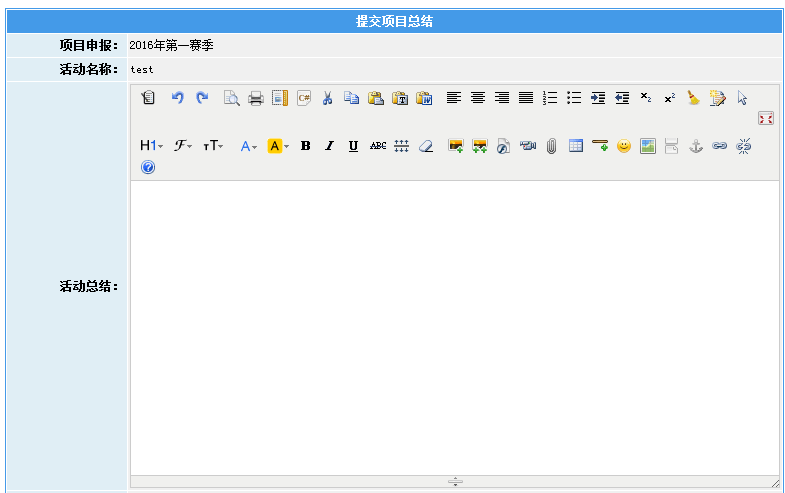 提交项目总结
项目申报： 2016年第一赛季
活动名称： test
H1 F тT A A B I U ABC
活动总结：